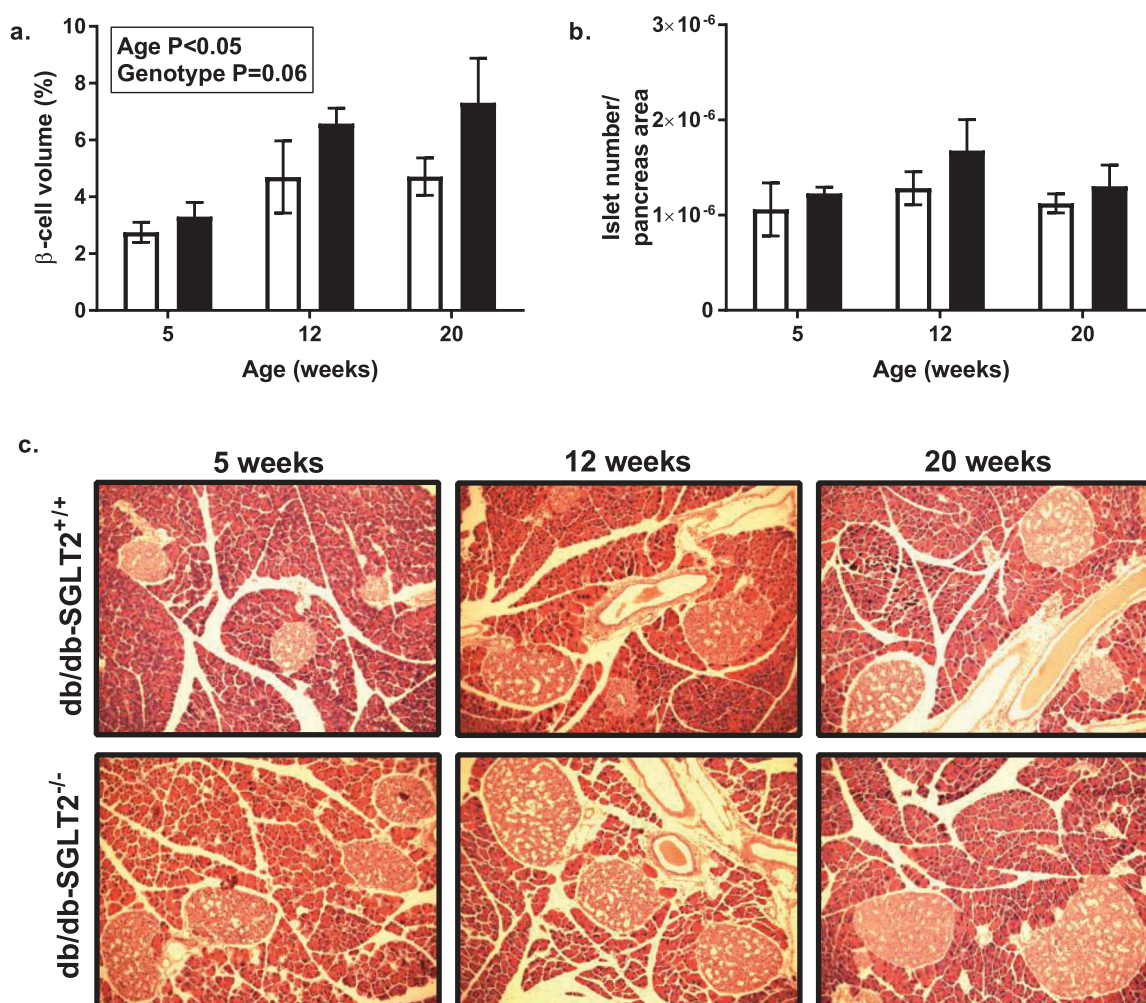 a.
10
8
6
4
2
0
β-cell volume (%)
Age P<0.05
Genotype P=0.06
5 12 20
Age (weeks)
b.
3×10⁻⁶
2×10⁻⁶
1×10⁻⁶
0
Islet number/
pancreas area
5 12 20
Age (weeks)
c.
5 weeks 12 weeks 20 weeks
db/db-SGLT2⁺/⁺
db/db-SGLT2⁻/⁻